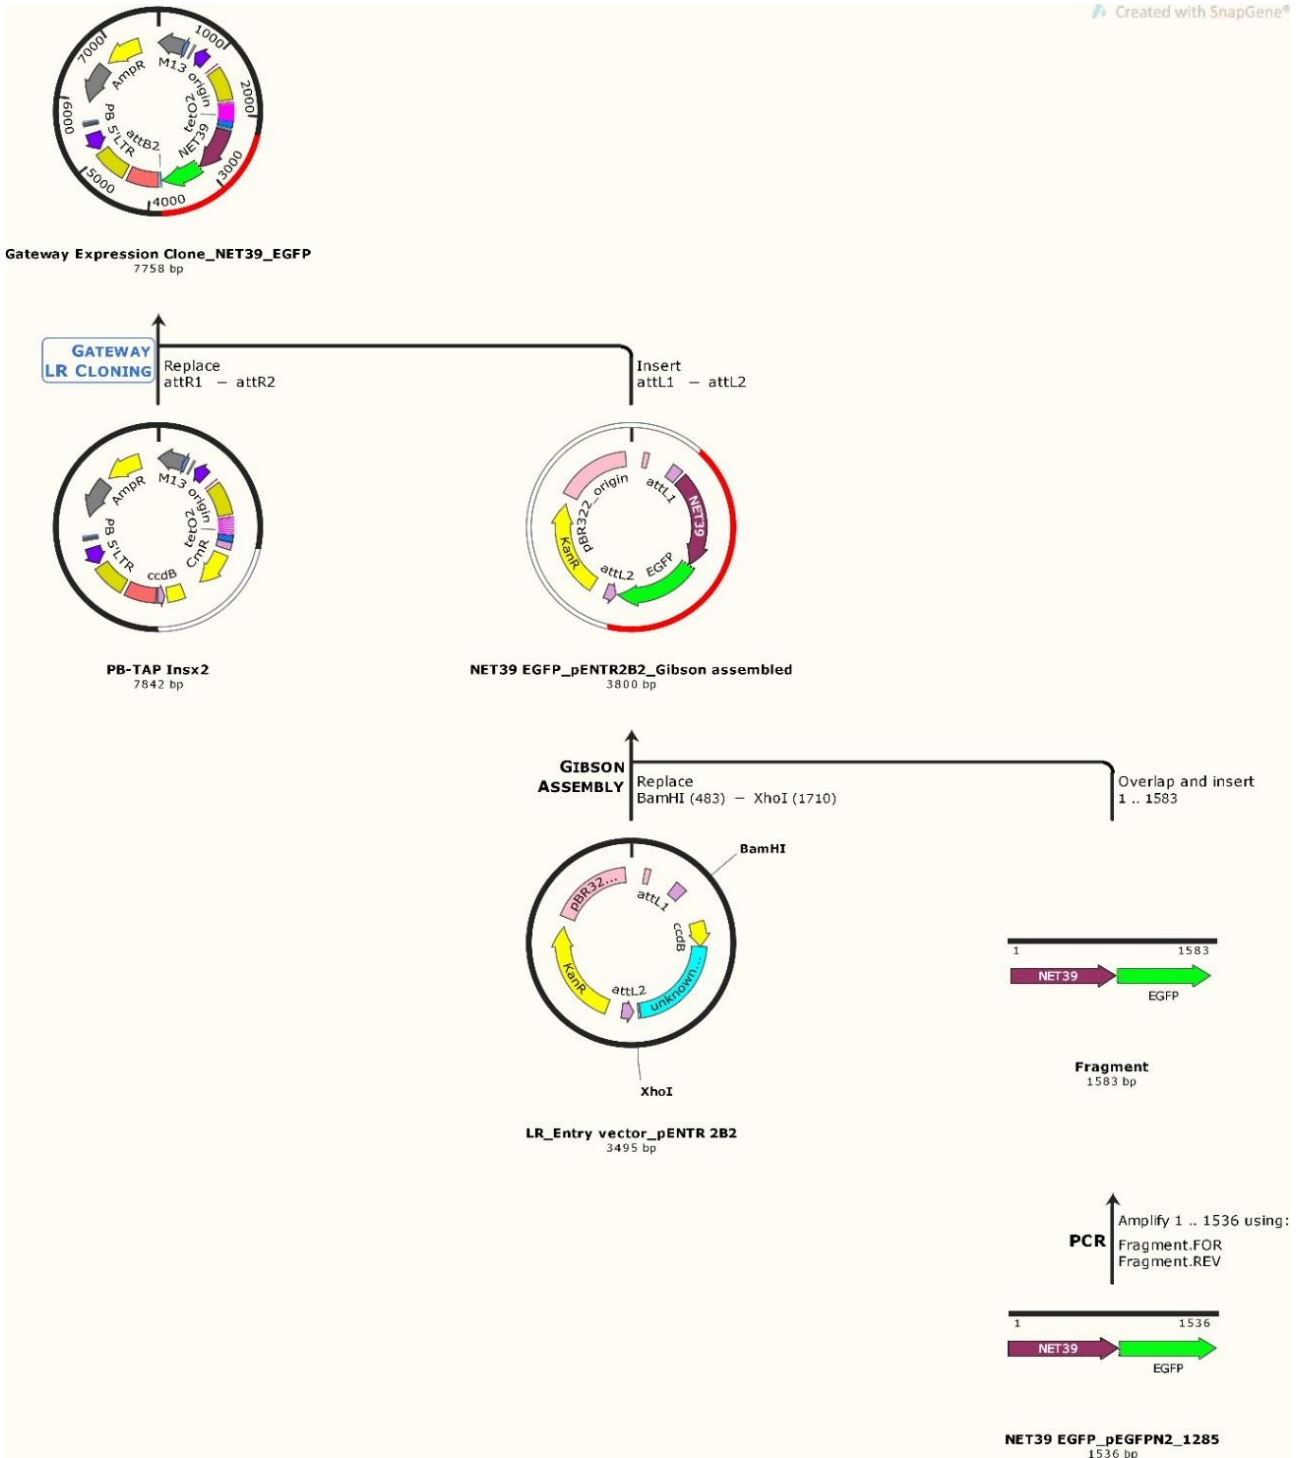 Created with SnapGene®
1000
2000
3000
4000
5000
6000
7000
M13 origin
tetO2
NET39
attB2
PB 5'LTR
AmpR
Gateway Expression Clone_NET39_EGFP
7758 bp
GATEWAY
LR CLONING
Replace
attR1 – attR2
Insert
attL1 – attL2
M13 origin
tetO2
CmR
ccdB
PB 5'LTR
AmpR
PB-TAP Insx2
7842 bp
pBR322_origin
attL1
NET39
EGFP
attL2
KanR
NET39 EGFP_pENTR2B2_Gibson assembled
3800 bp
GIBSON
ASSEMBLY
Replace
BamHI (483) – XhoI (1710)
Overlap and insert
1 .. 1583
BamHI
pBR32...
attL1
ccdB
unknown...
attL2
KanR
XhoI
LR_Entry vector_pENTR 2B2
3495 bp
1 1583
NET39
EGFP
Fragment
1583 bp
PCR
Amplify 1 .. 1536 using:
Fragment.FOR
Fragment.REV
1 1536
NET39
EGFP
NET39 EGFP_pEGFPN2_1285
1536 bp